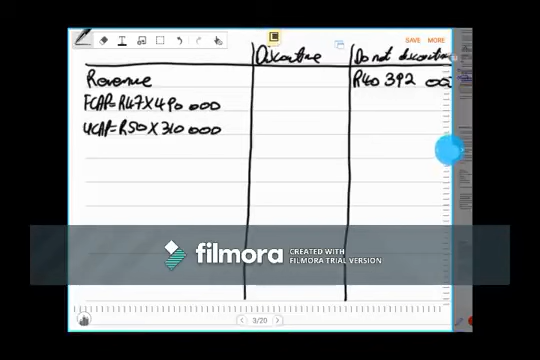 SAVE MORE
Discontinue Do not discontinue
Revenue R40 392 000
FCAP=R47X490 000
UCAP=R50X310 000
filmora CREATED WITH
FILMORA TRIAL VERSION
3/20